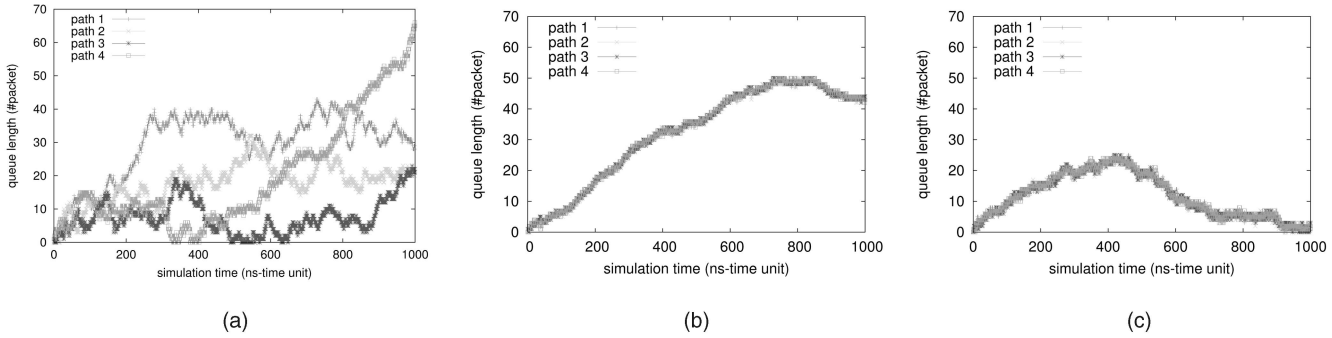 70
60
50
40
30
20
10
0
queue length (#packet)
path 1
path 2
path 3
path 4
0 200 400 600 800 1000
simulation time (ns-time unit)
(a)
70
60
50
40
30
20
10
0
queue length (#packet)
path 1
path 2
path 3
path 4
0 200 400 600 800 1000
simulation time (ns-time unit)
(b)
70
60
50
40
30
20
10
0
queue length (#packet)
path 1
path 2
path 3
path 4
0 200 400 600 800 1000
simulation time (ns-time unit)
(c)